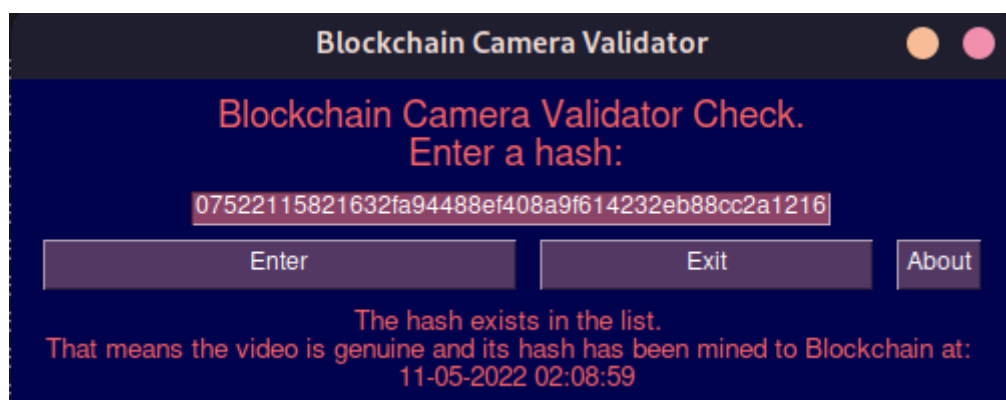 Blockchain Camera Validator
Blockchain Camera Validator Check.
Enter a hash:
07522115821632fa94488ef408a9f614232eb88cc2a1216
Enter Exit About
The hash exists in the list.
That means the video is genuine and its hash has been mined to Blockchain at:
11-05-2022 02:08:59